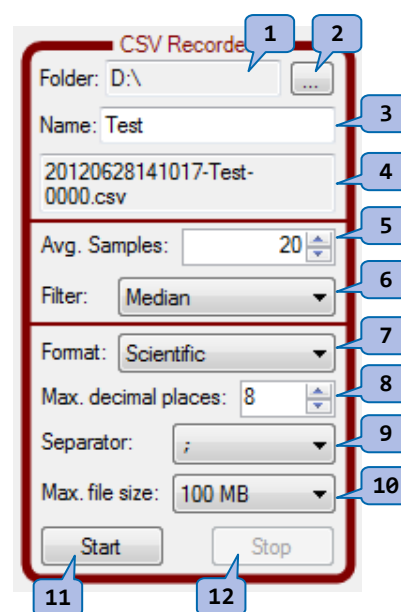 1 2
CSV Recorde
Folder: D:\ ...
Name: Test 3
20120628141017-Test-
0000.csv 4
Avg. Samples: 20 5
Filter: Median 6
Format: Scientific 7
Max. decimal places: 8 8
Separator: ; 9
Max. file size: 100 MB 10
Start Stop
11 12